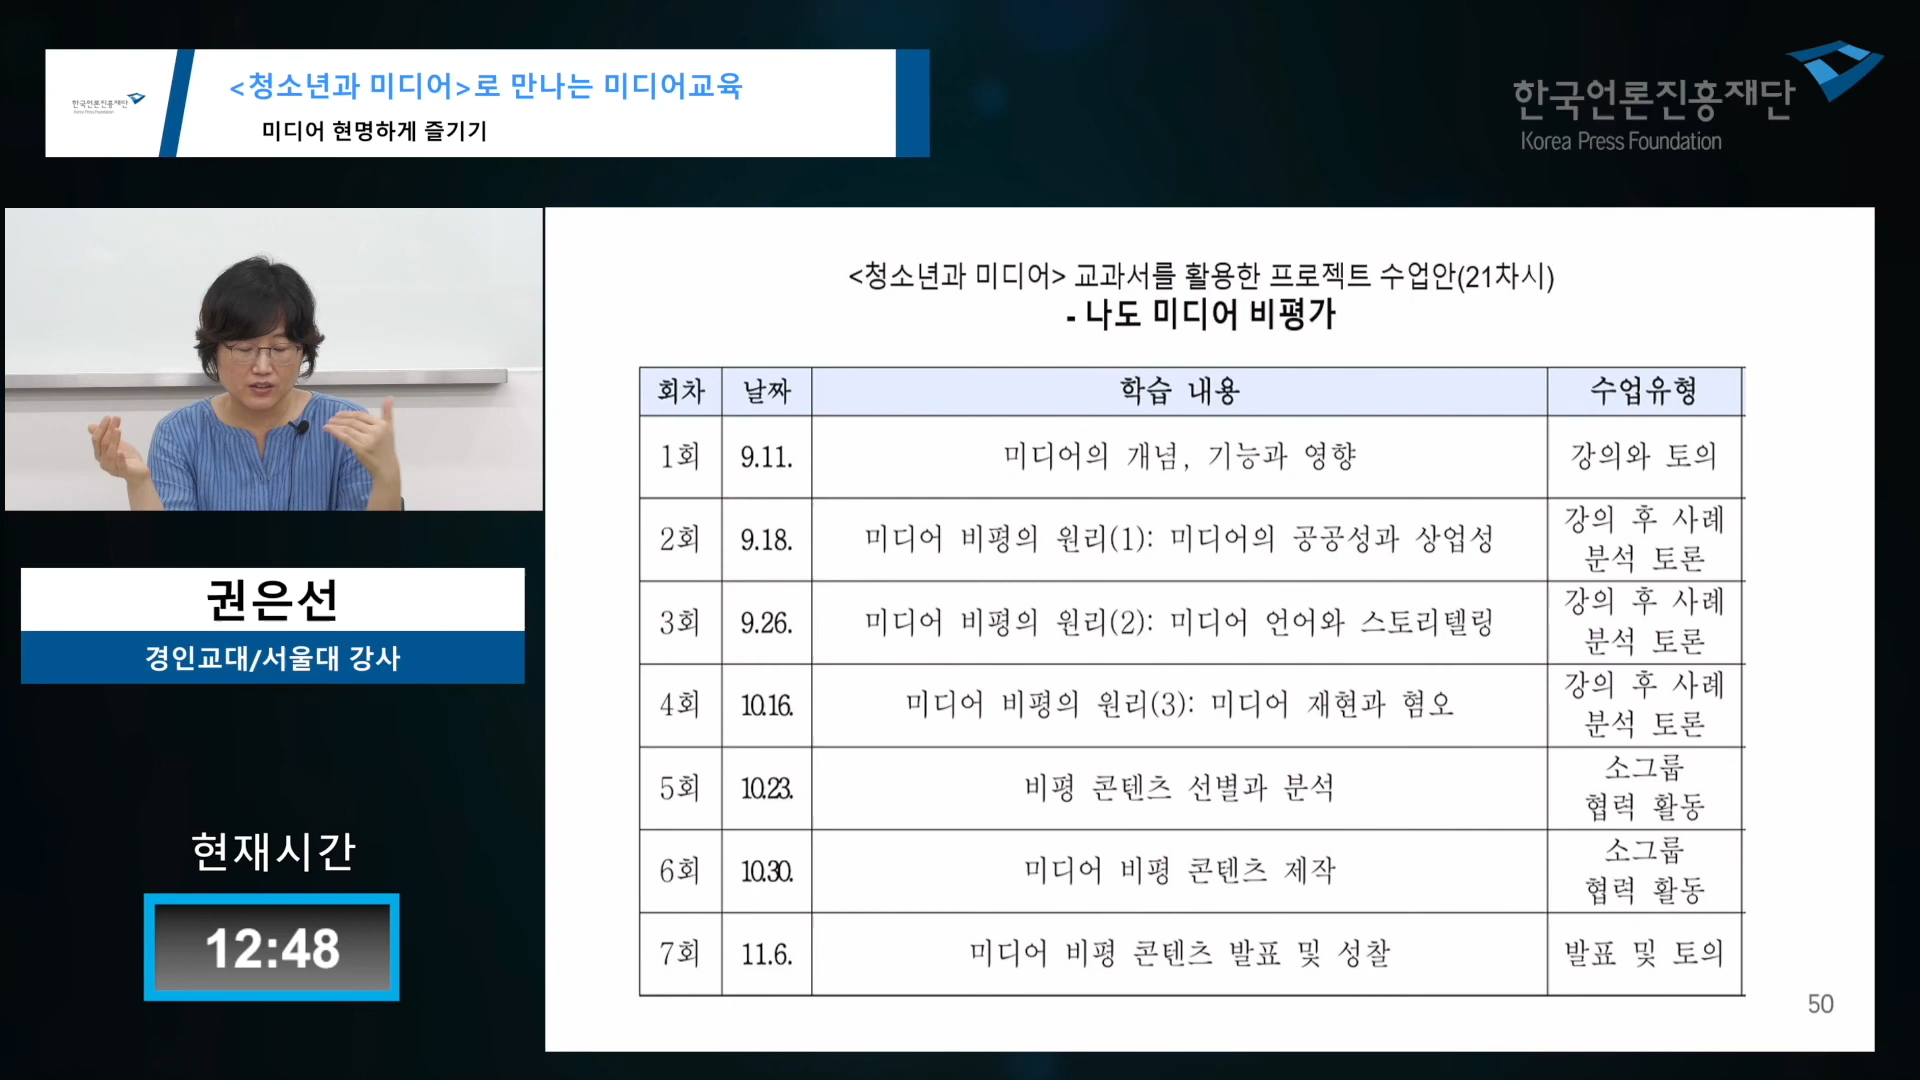 한국언론진흥재단
Korea Press Foundation
<청소년과 미디어>로 만나는 미디어교육
미디어 현명하게 즐기기
한국언론진흥재단
Korea Press Foundation
권은선
경인교대/서울대 강사
현재시간
12:48
<청소년과 미디어> 교과서를 활용한 프로젝트 수업안(21차시)
- 나도 미디어 비평가
회차 날짜 학습 내용 수업유형
1회 9.11. 미디어의 개념, 기능과 영향 강의와 토의
2회 9.18. 미디어 비평의 원리(1): 미디어의 공공성과 상업성 강의 후 사례
분석 토론
3회 9.26. 미디어 비평의 원리(2): 미디어 언어와 스토리텔링 강의 후 사례
분석 토론
4회 10.16. 미디어 비평의 원리(3): 미디어 재현과 혐오 강의 후 사례
분석 토론
5회 10.23. 비평 콘텐츠 선별과 분석 소그룹
협력 활동
6회 10.30. 미디어 비평 콘텐츠 제작 소그룹
협력 활동
7회 11.6. 미디어 비평 콘텐츠 발표 및 성찰 발표 및 토의
50